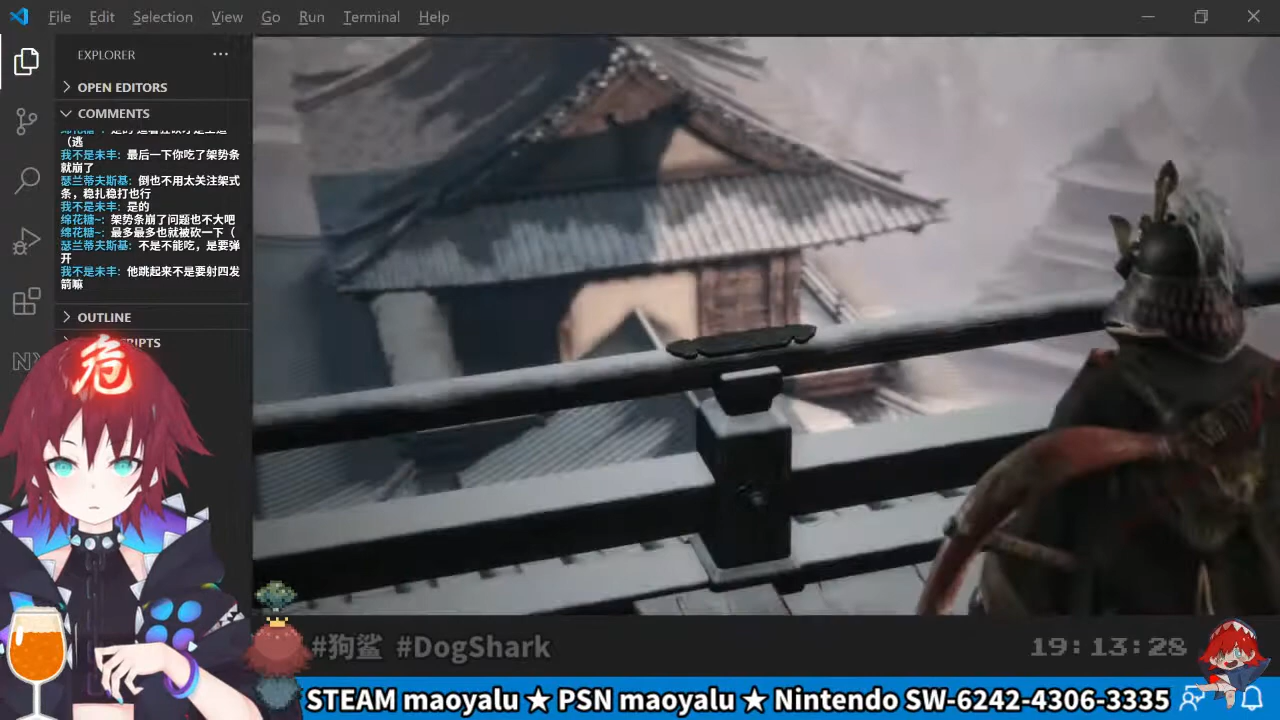 File Edit Selection View Go Run Terminal Help
EXPLORER
OPEN EDITORS
COMMENTS
（逃
我不是未丰：最后一下你吃了架势条
就崩了
瑟兰蒂夫斯基：倒也不用太关注架式
条，稳扎稳打也行
我不是未丰：是的
绵花糖~：架势条崩了问题也不大吧
绵花糖~：最多最多也就被砍一下（
瑟兰蒂夫斯基：不是不能吃，是要弹
开
我不是未丰：他跳起来不是要射四发
箭嘛
OUTLINE
危
#狗鲨 #DogShark
19:13:28
STEAM maoyalu ★ PSN maoyalu ★ Nintendo SW-6242-4306-3335